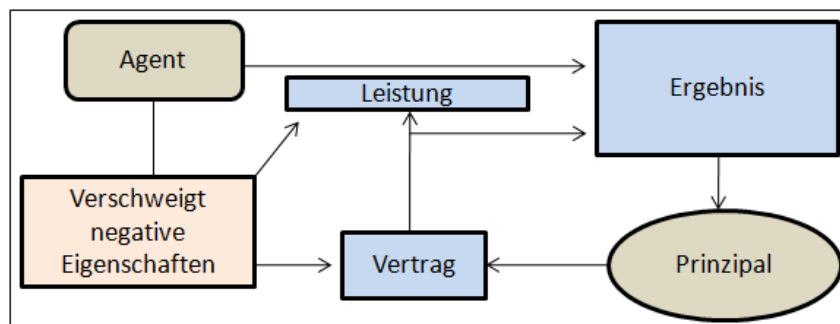 Agent
Leistung
Ergebnis
Verschweigt
negative
Eigenschaften
Vertrag
Prinzipal